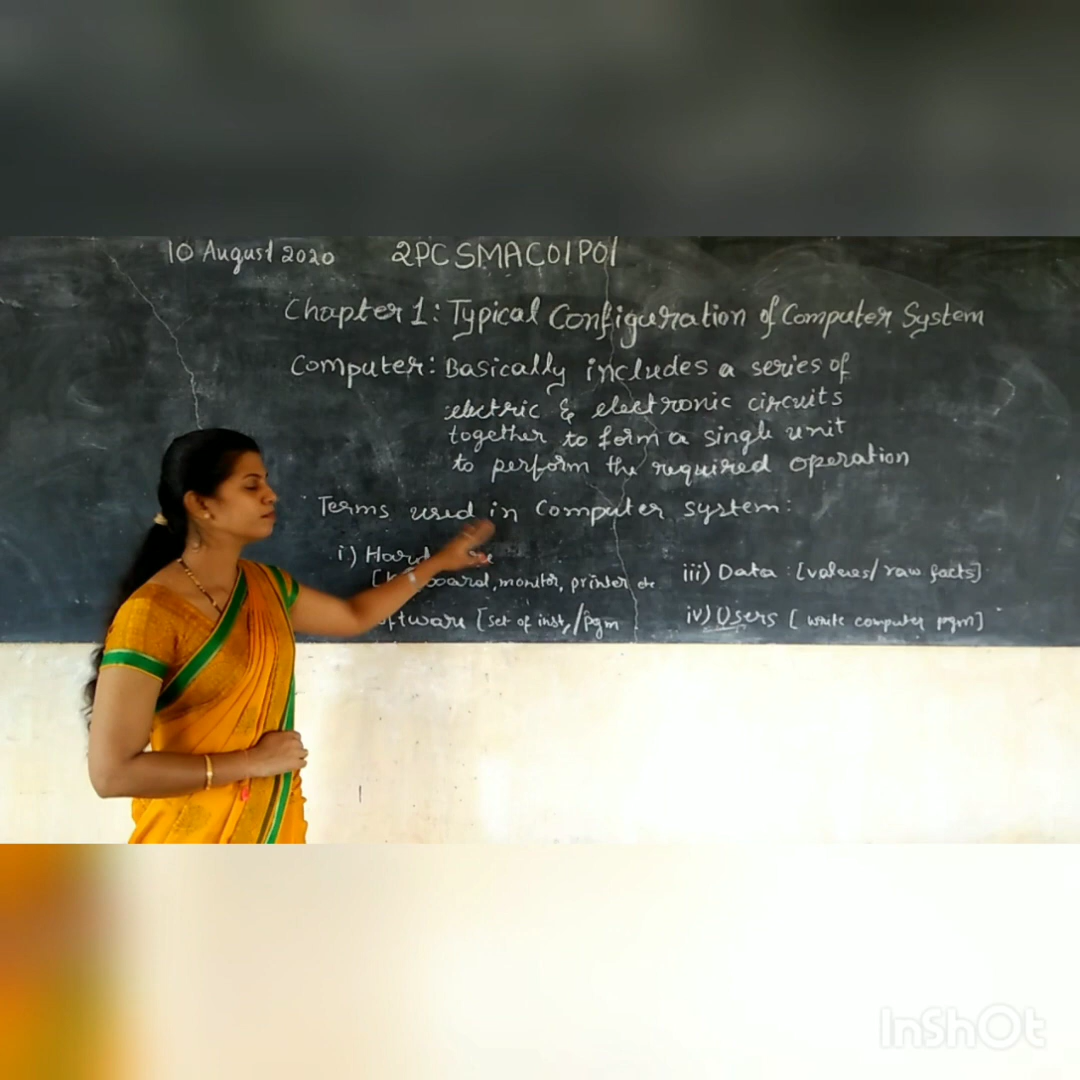 10 August 2020 2PCSMAC01P01
Chapter 1: Typical Configuration of Computer System
Computer: Basically includes a series of
electric & electronic circuits
together to form a single unit
to perform the required operation
Terms used in Computer system:
i) Hard
board, monitor, printer etc
iii) Data: [values/raw facts]
ftware [set of inst,/pgm
iv) Users [write computer pgm]
InShOt